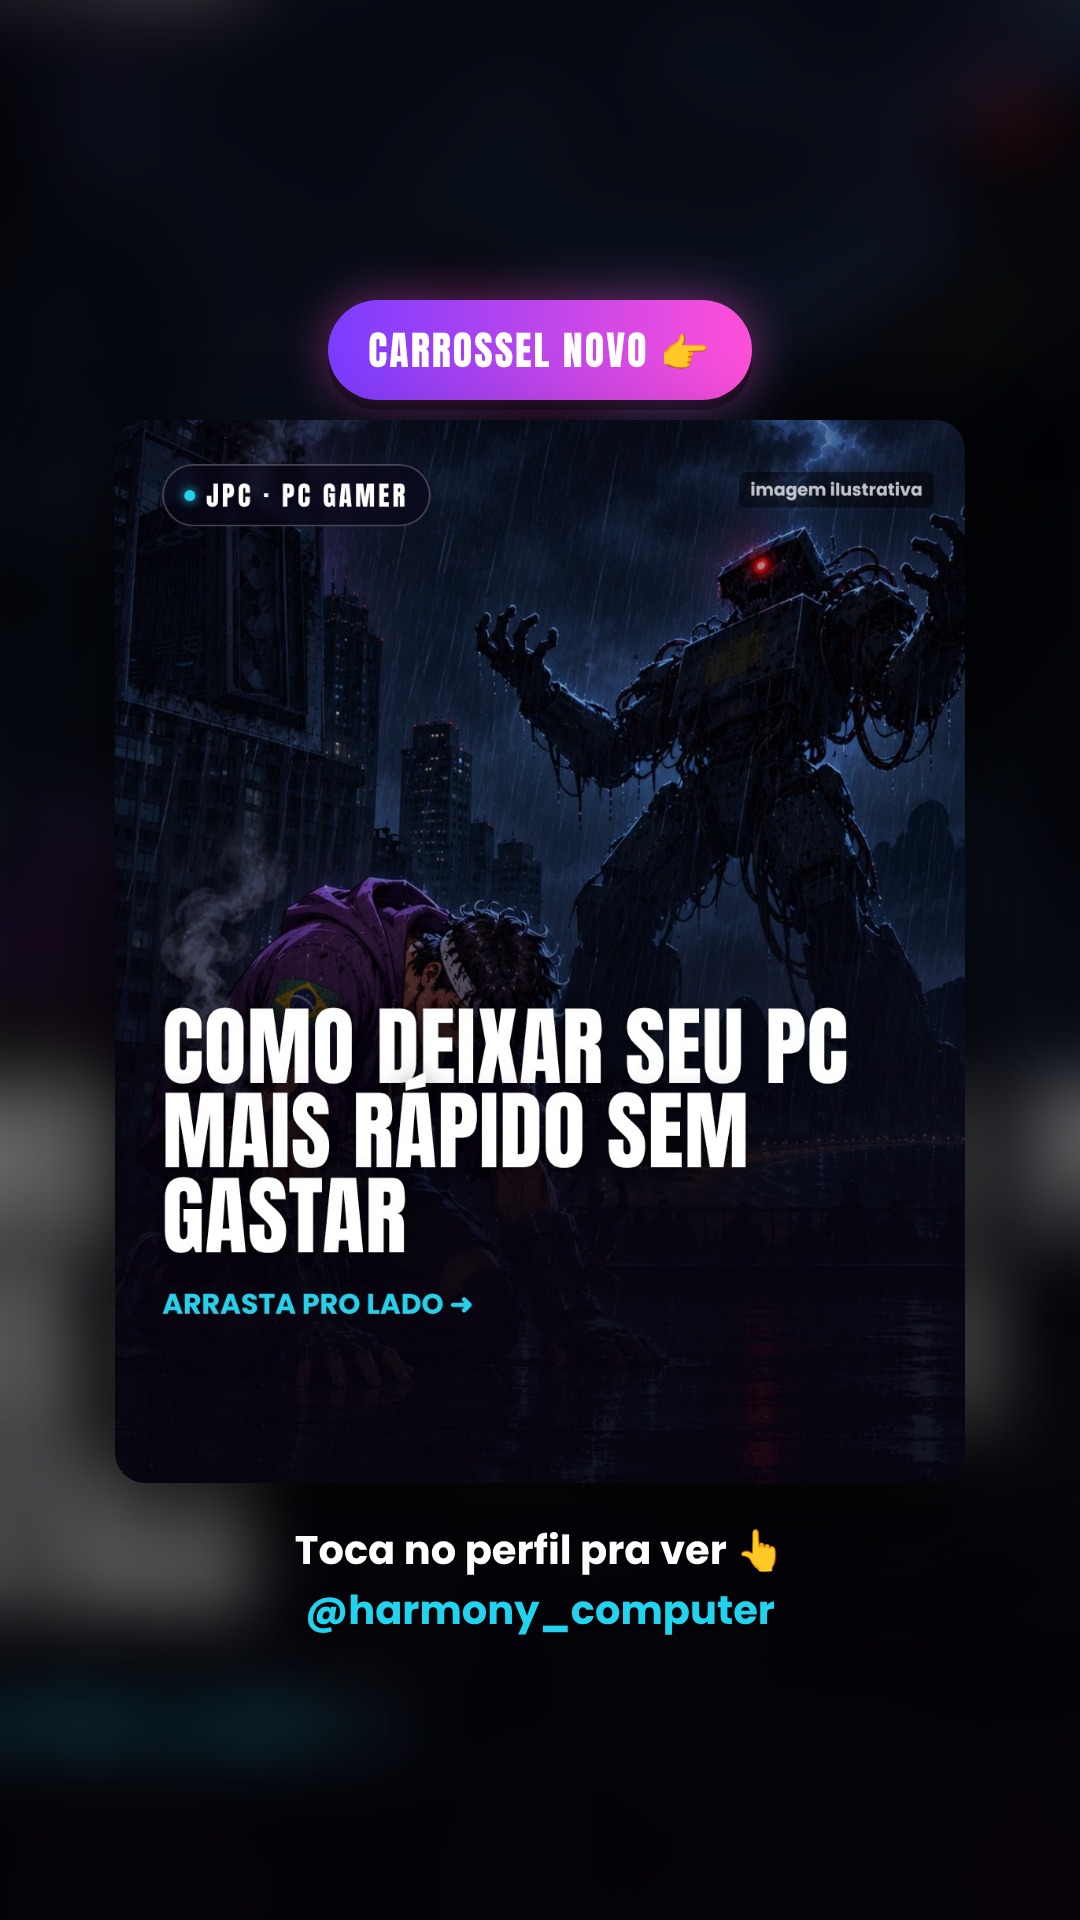 CARROSSEL NOVO 👉
JPC · PC GAMER
imagem ilustrativa
COMO DEIXAR SEU PC
MAIS RÁPIDO SEM
GASTAR
ARRASTA PRO LADO →
Toca no perfil pra ver 👆
@harmony_computer